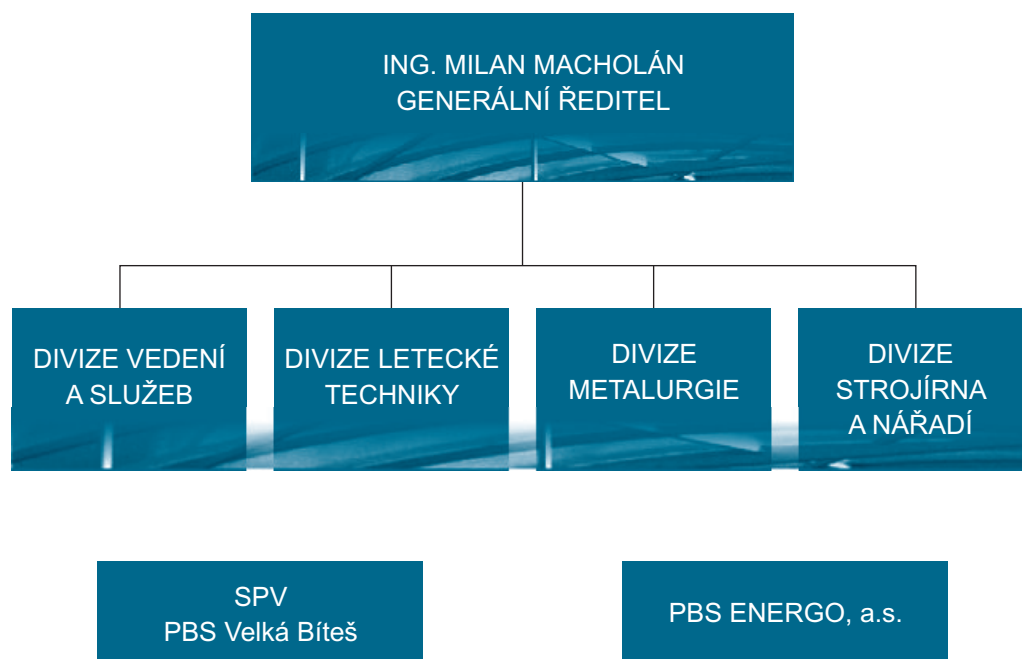 ING. MILAN MACHOLÁN
GENERÁLNÍ ŘEDITEL
DIVIZE VEDENÍ
A SLUŽEB
DIVIZE LETECKÉ
TECHNIKY
DIVIZE
METALURGIE
DIVIZE
STROJÍRNA
A NÁŘADÍ
SPV
PBS Velká Bíteš
PBS ENERGO, a.s.